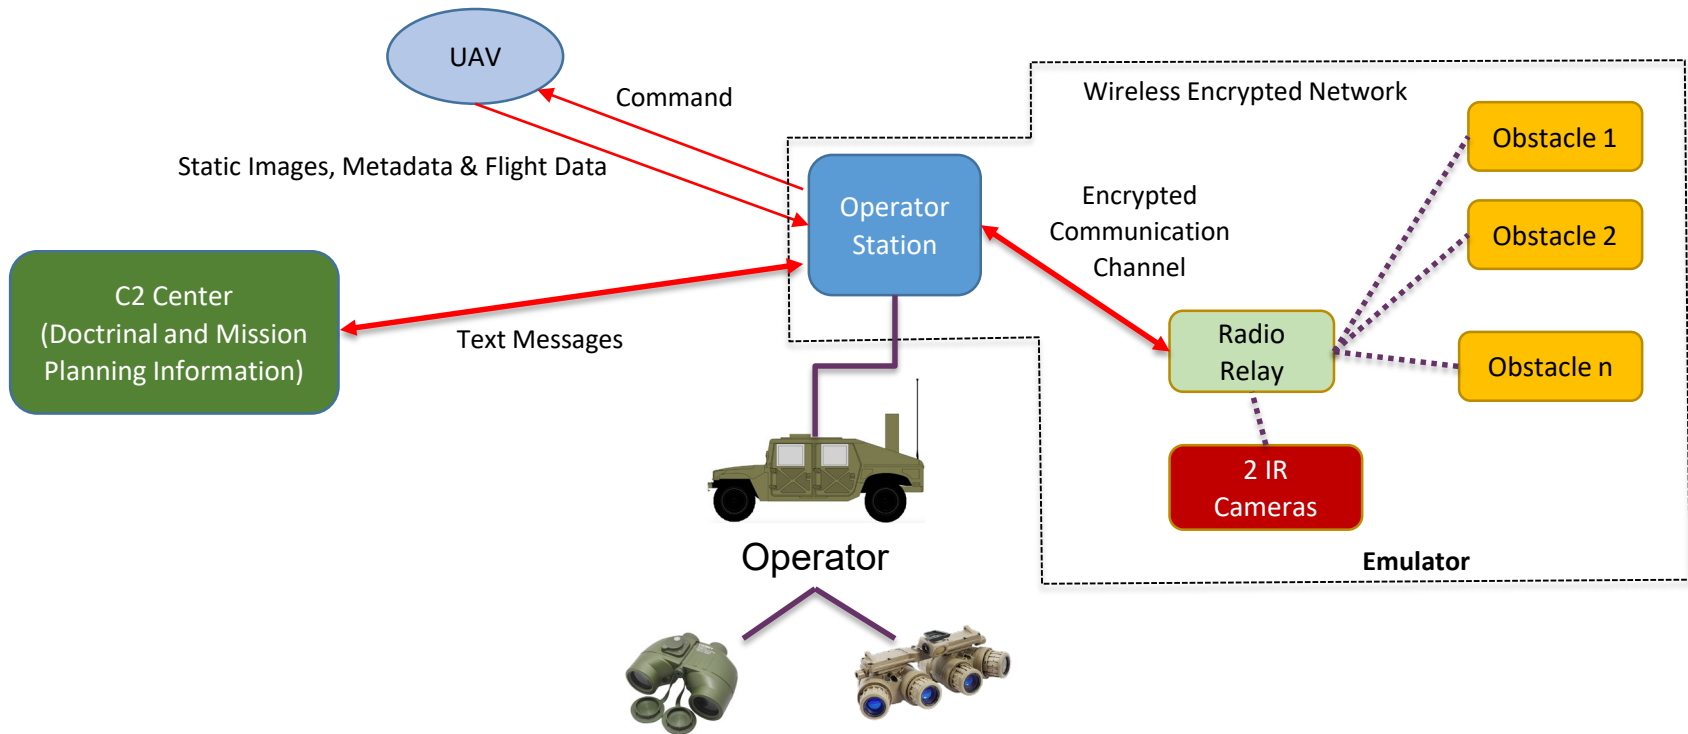 UAV
Command
Wireless Encrypted Network
Static Images, Metadata & Flight Data
Operator
Station
Encrypted
Communication
Channel
Obstacle 1
Obstacle 2
Obstacle n
C2 Center
(Doctrinal and Mission
Planning Information)
Text Messages
Radio
Relay
2 IR
Cameras
Emulator
Operator